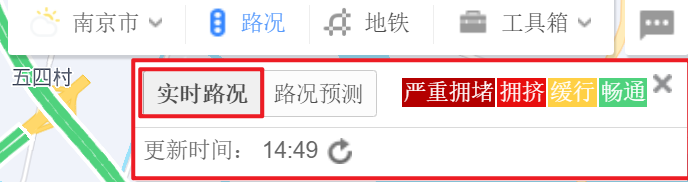 南京市 路况 地铁 工具箱
五四村
实时路况 路况预测 严重拥堵 拥挤 缓行 畅通
更新时间： 14:49